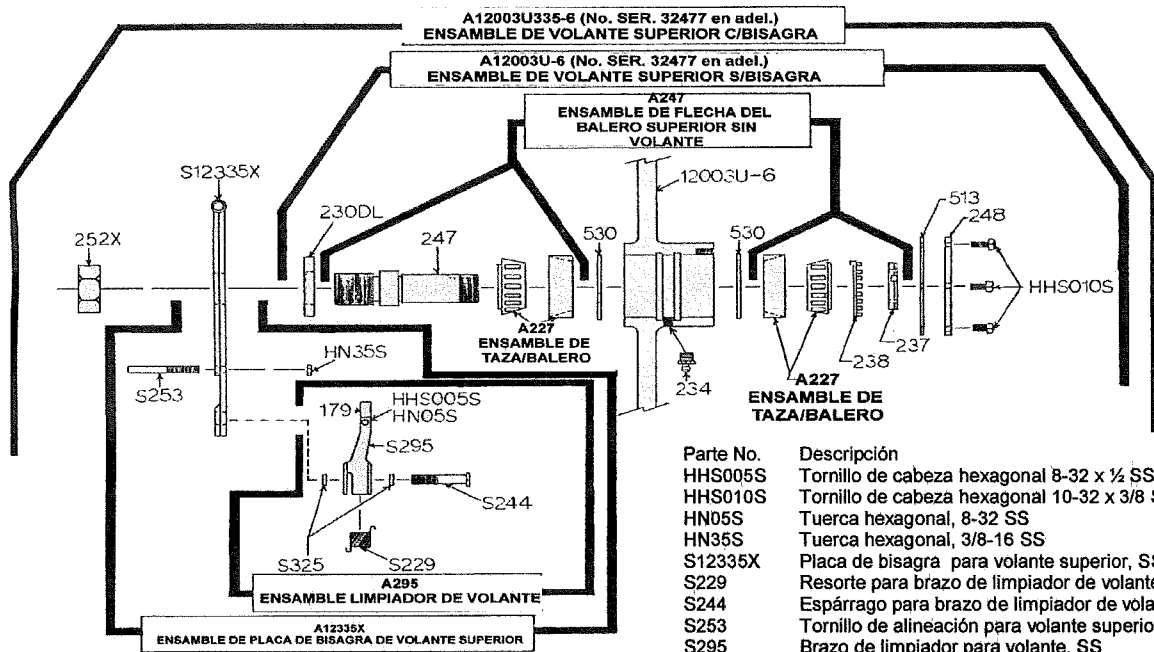 A12003U335-6 (No. SER. 32477 en adel.)
ENSAMBLE DE VOLANTE SUPERIOR C/BISAGRA
A12003U-6 (No. SER. 32477 en adel.)
ENSAMBLE DE VOLANTE SUPERIOR S/BISAGRA
A247
ENSAMBLE DE FLECHA DEL
BALERO SUPERIOR SIN
VOLANTE
S12335X
12003U-6
252X
230DL
247
530
530
513
248
HHS010S
A227
ENSAMBLE DE
TAZA/BALERO
234
238
237
A227
ENSAMBLE DE
TAZA/BALERO
HN35S
S253
179
HHS005S
HN05S
S295
S244
S325
S229
A295
ENSAMBLE LIMPIADOR DE VOLANTE
A12335X
ENSAMBLE DE PLACA DE BISAGRA DE VOLANTE SUPERIOR
Parte No. Descripción
HHS005S Tornillo de cabeza hexagonal 8-32 x ½ SS
HHS010S Tornillo de cabeza hexagonal 10-32 x 3/8
HN05S Tuerca hexagonal, 8-32 SS
HN35S Tuerca hexagonal, 3/8-16 SS
S12335X Placa de bisagra para volante superior,
S229 Resorte para brazo de limpiador de volante
S244 Espárrago para brazo de limpiador de
S253 Tornillo de alineación para volante
S295 Brazo de limpiador para volante, SS